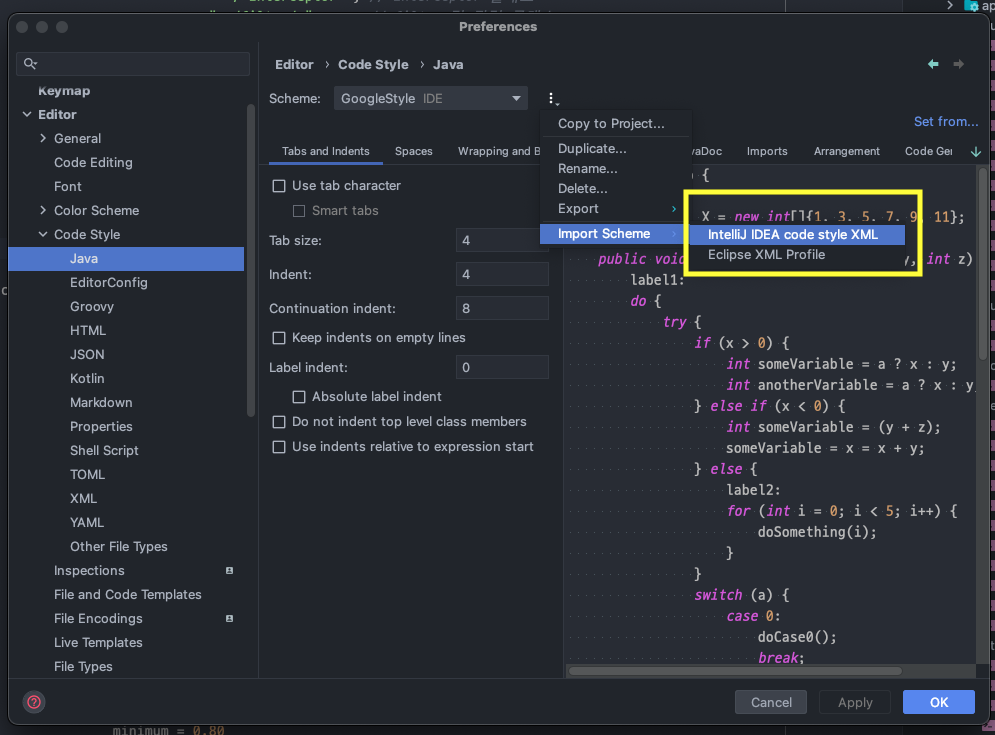 Preferences
Editor › Code Style › Java
Keymap
Editor
General
Code Editing
Font
Color Scheme
Code Style
Java
EditorConfig
Groovy
HTML
JSON
Kotlin
Markdown
Properties
Shell Script
TOML
XML
YAML
Other File Types
Inspections
File and Code Templates
File Encodings
Live Templates
File Types
Scheme: GoogleStyle IDE
Set from...
Tabs and Indents Spaces Wrapping and B vaDoc Imports Arrangement Code Ger
Copy to Project...
Duplicate...
Rename...
Delete...
Export
Import Scheme
IntelliJ IDEA code style XML
Eclipse XML Profile
Use tab character
Smart tabs
Tab size: 4
Indent: 4
Continuation indent: 8
Keep indents on empty lines
Label indent: 0
Absolute label indent
Do not indent top level class members
Use indents relative to expression start
{
X = new int[]{1, 3, 5, 7, 9, 11};
public void y, int z)
label1:
do {
try {
if (x > 0) {
int someVariable = a ? x : y;
int anotherVariable = a ? x : y
} else if (x < 0) {
int someVariable = (y + z);
someVariable = x = x + y;
} else {
label2:
for (int i = 0; i < 5; i++) {
doSomething(i);
}
}
switch (a) {
case 0:
doCase0();
break;
Cancel Apply OK
minimum = 0.80